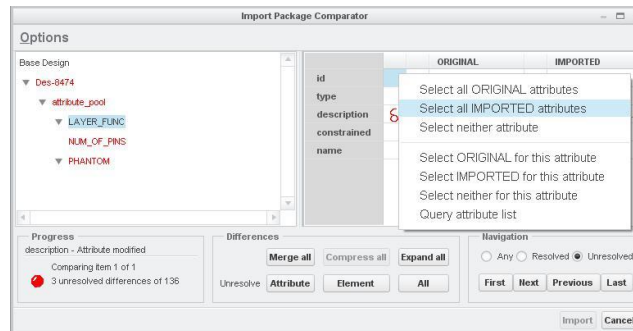 Import Package Comparator
Options
Base Design
Des-8474
attribute_pool
LAYER_FUNC
NUM_OF_PINS
PHANTOM
ORIGINAL IMPORTED
id
type
description
constrained
name
Select all ORIGINAL attributes
Select all IMPORTED attributes
Select neither attribute
Select ORIGINAL for this attribute
Select IMPORTED for this attribute
Select neither for this attribute
Query attribute list
Progress
description - Attribute modified
Comparing item 1 of 1
3 unresolved differences of 136
Differences
Merge all Compress all Expand all
Unresolve Attribute Element All
Navigation
Any Resolved Unresolved
First Next Previous Last
Import Cancel